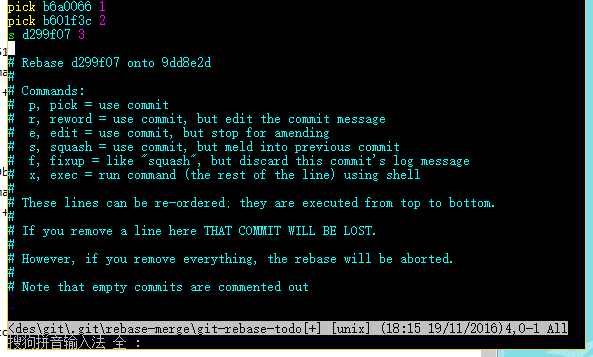 pick b6a0066 1
pick b601f3c 2
s d299f07 3
# Rebase d299f07 onto 9dd8e2d
#
# Commands:
# p, pick = use commit
# r, reword = use commit, but edit the commit message
# e, edit = use commit, but stop for amending
# s, squash = use commit, but meld into previous commit
# f, fixup = like "squash", but discard this commit's log message
# x, exec = run command (the rest of the line) using shell
#
# These lines can be re-ordered; they are executed from top to bottom.
#
# If you remove a line here THAT COMMIT WILL BE LOST.
#
# However, if you remove everything, the rebase will be aborted.
#
# Note that empty commits are commented out
<des\git\.git\rebase-merge\git-rebase-todo[+] [unix] (18:15 19/11/2016)4,0-1 All
搜狗拼音输入法 全 :